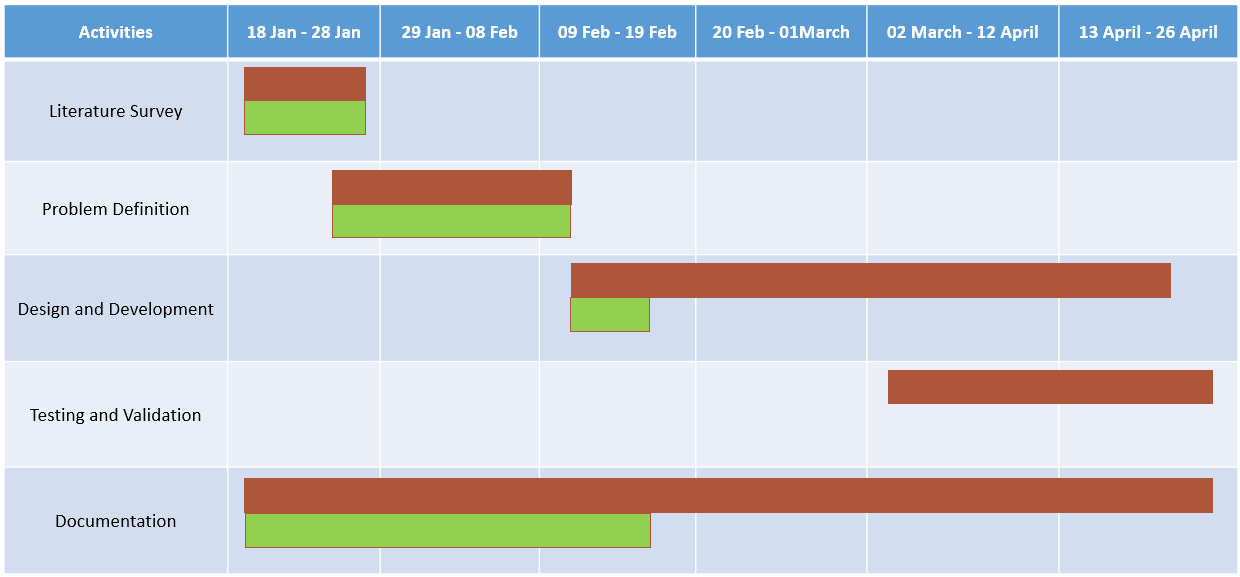 Activities
18 Jan - 28 Jan
29 Jan - 08 Feb
09 Feb - 19 Feb
20 Feb - 01March
02 March - 12 April
13 April - 26 April
Literature Survey
Problem Definition
Design and Development
Testing and Validation
Documentation